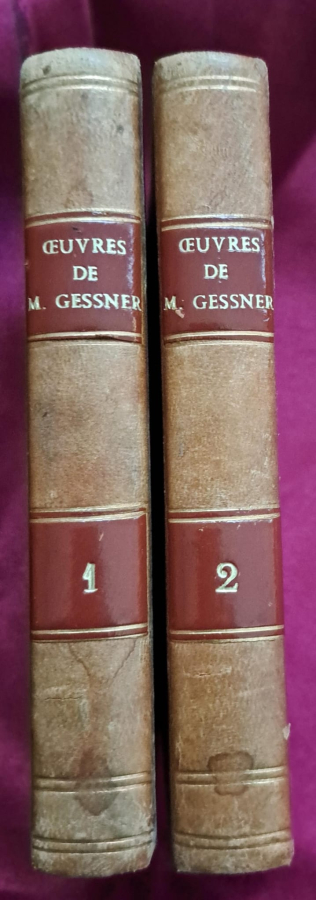 ŒUVRES
DE
M. GESSNER
1
ŒUVRES
DE
M. GESSNER
2